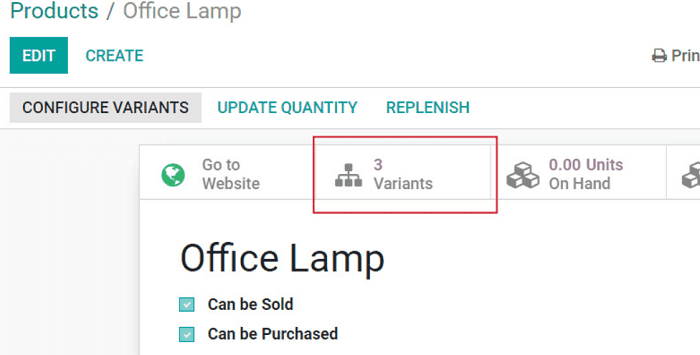 Products / Office Lamp
EDIT CREATE
CONFIGURE VARIANTS UPDATE QUANTITY REPLENISH
Go to
Website
3
Variants
0.00 Units
On Hand
Office Lamp
Can be Sold
Can be Purchased